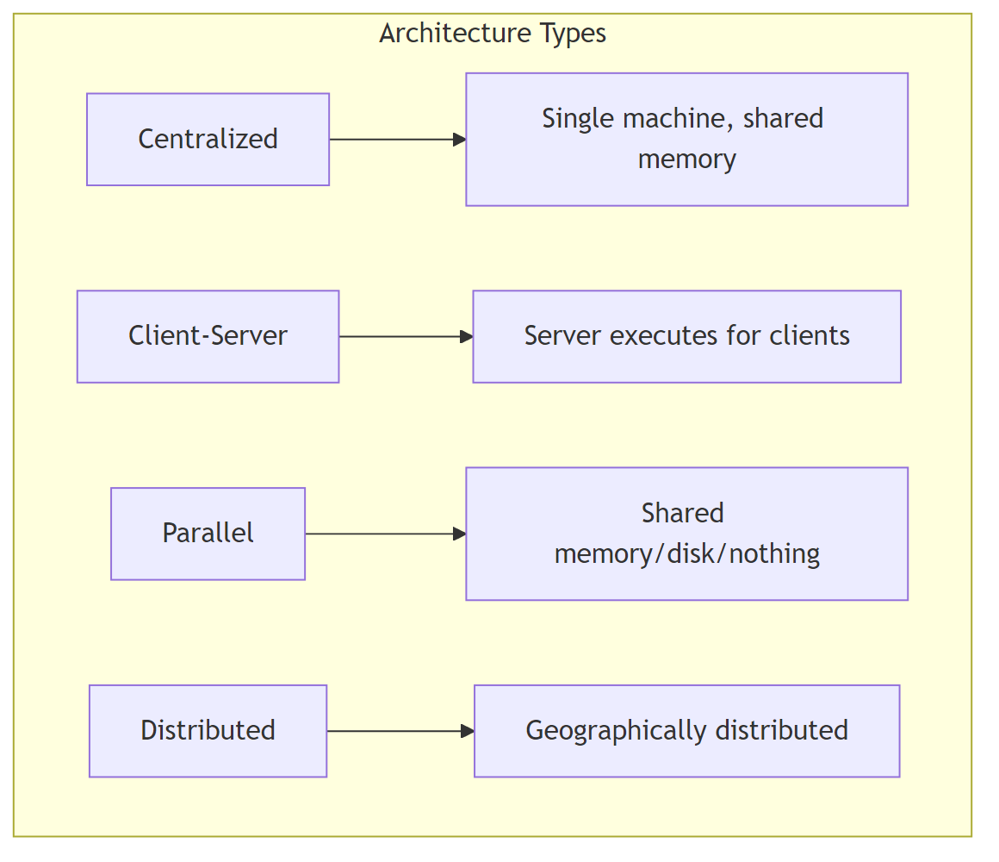 Architecture Types
Centralized
Single machine, shared
memory
Client-Server
Server executes for clients
Parallel
Shared
memory/disk/nothing
Distributed
Geographically distributed